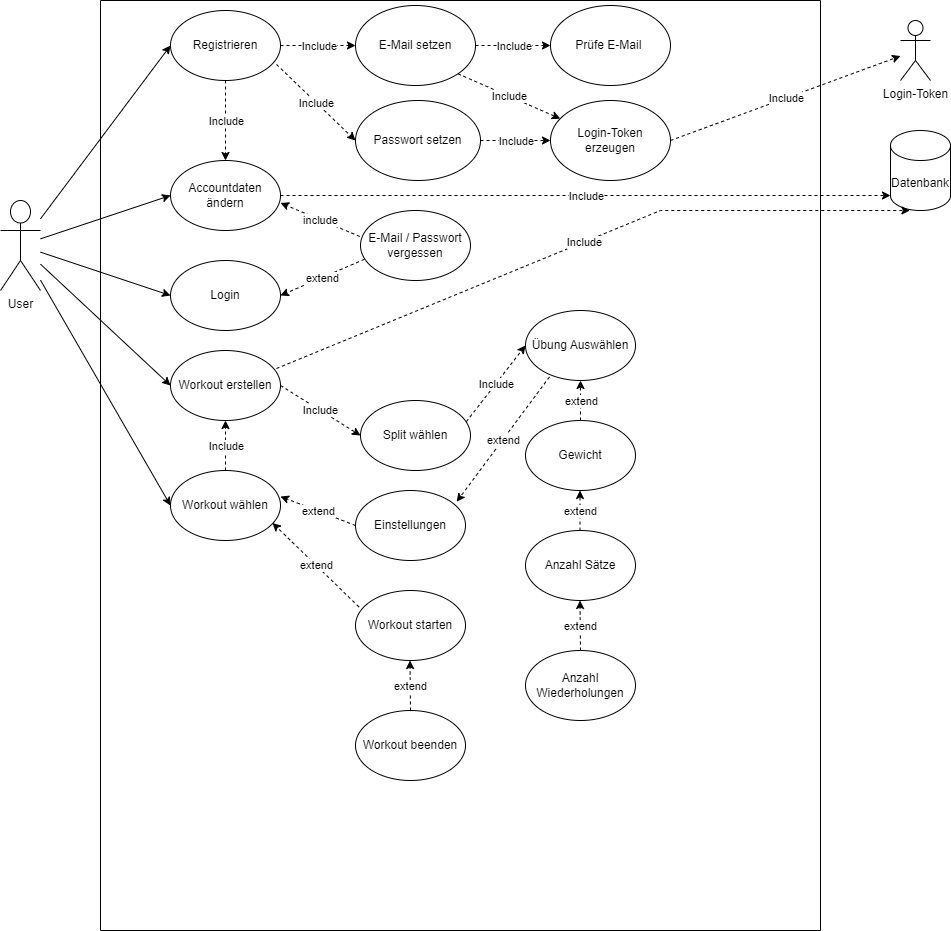 Registrieren
Include
E-Mail setzen
Include
Prüfe E-Mail
Include
Include
Include
Include
Passwort setzen
Include
Login-Token
erzeugen
Include
Login-Token
Datenbank
Accountdaten
ändern
Include
include
E-Mail / Passwort
vergessen
extend
Login
User
Include
Workout erstellen
Include
Split wählen
Include
Übung Auswählen
extend
extend
Gewicht
Include
Workout wählen
extend
Einstellungen
extend
Anzahl Sätze
extend
Workout starten
extend
Anzahl
Wiederholungen
extend
Workout beenden